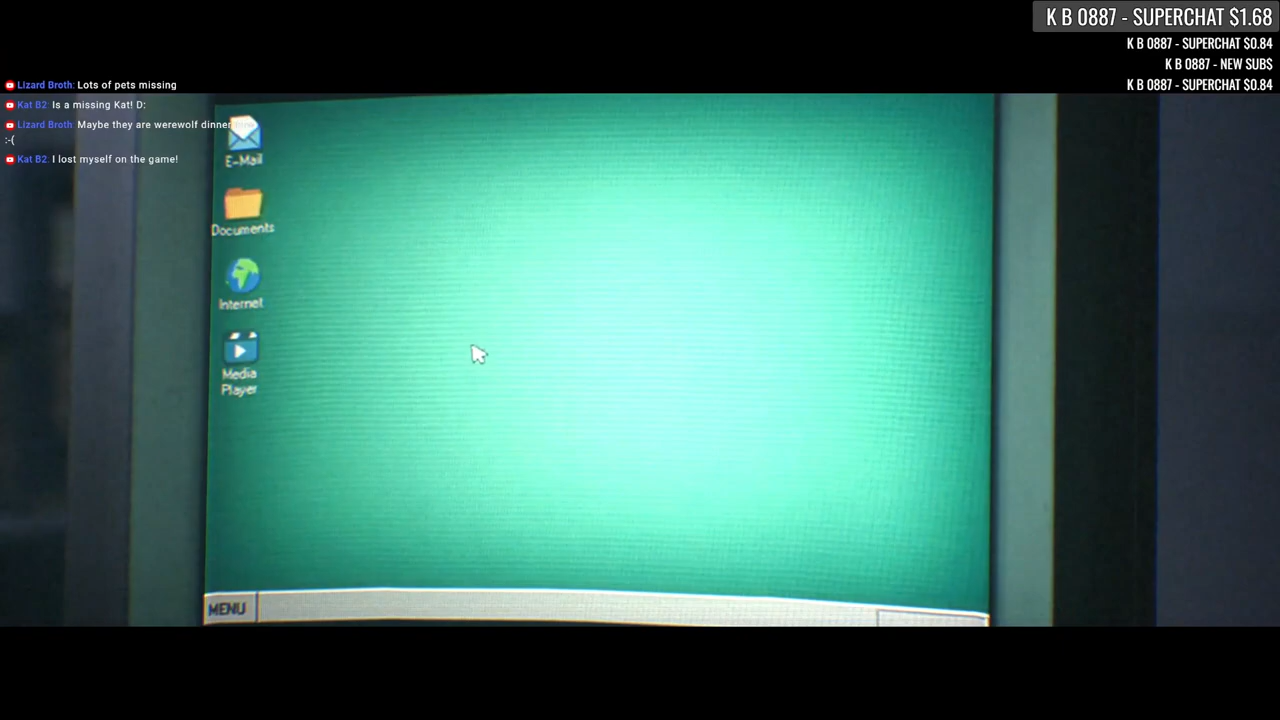 K B 0887 - SUPERCHAT $1.68
K B 0887 - SUPERCHAT $0.84
K B 0887 - NEW SUB$
K B 0887 - SUPERCHAT $0.84
Lizard Broth: Lots of pets missing
Kat B2: Is a missing Kat! D:
Lizard Broth: Maybe they are werewolf dinner now
:-(
Kat B2: I lost myself on the game!
E-Mail
Documents
Internet
Media
Player
MENU